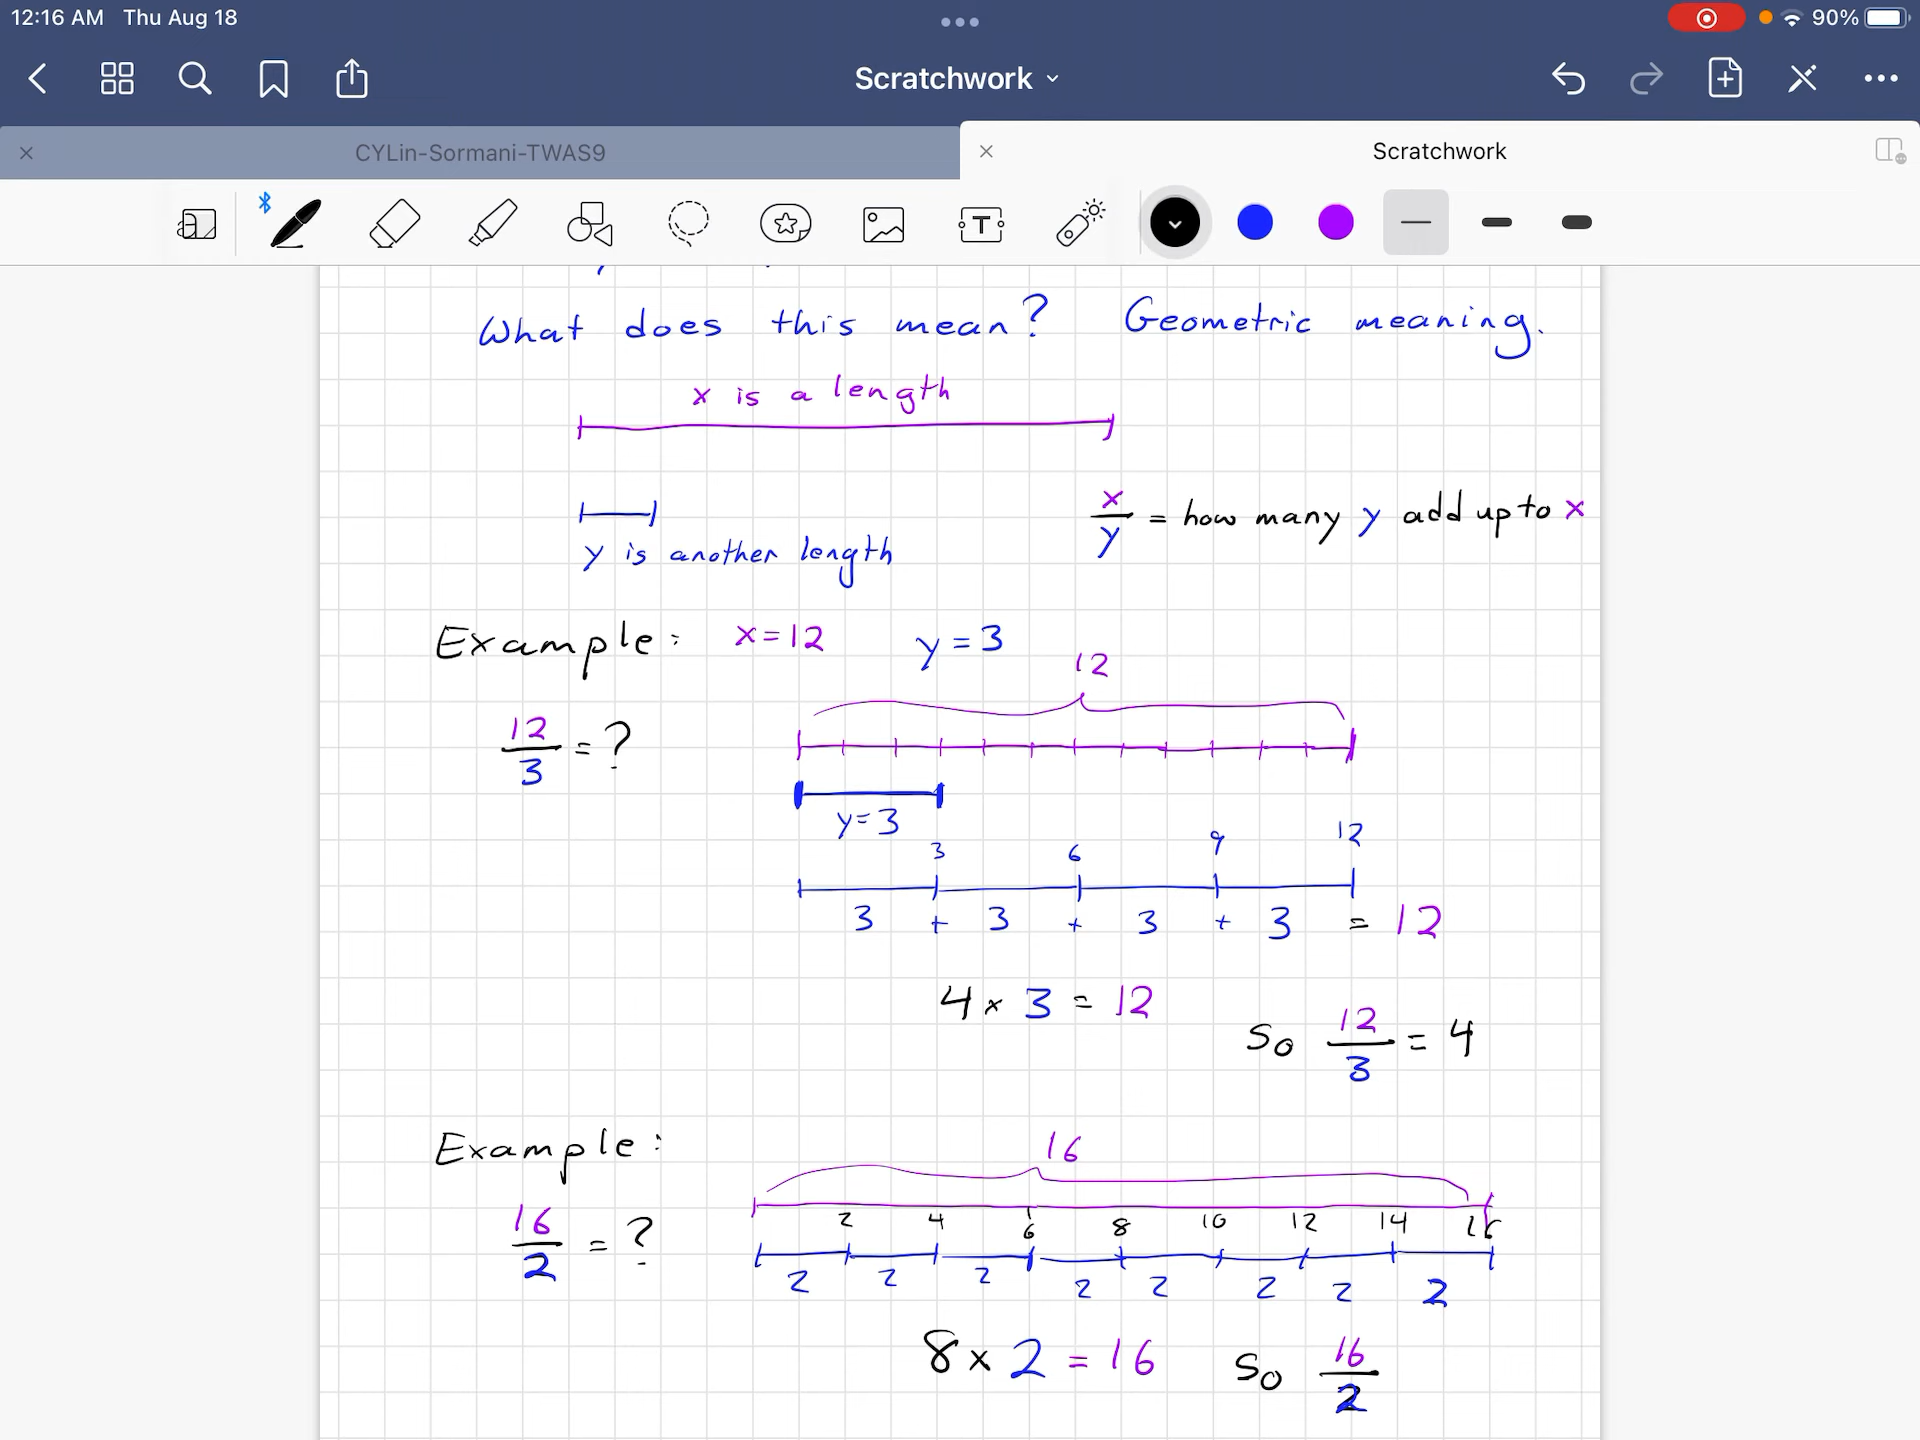 12:16 AM Thu Aug 18
90%
Scratchwork
CYLin-Sormani-TWAS9
Scratchwork
T
What does this mean? Geometric meaning.
x is a length
x/y = how many y add up to x
y is another length
Example: x=12 y=3
12
12/3 = ?
y=3
3 6 9 12
3 + 3 + 3 + 3 = 12
4 × 3 = 12
So 12/3 = 4
Example:
16
16/2 = ?
2 4 6 8 10 12 14 16
2 2 2 2 2 2 2 2
8 × 2 = 16 So 16/2